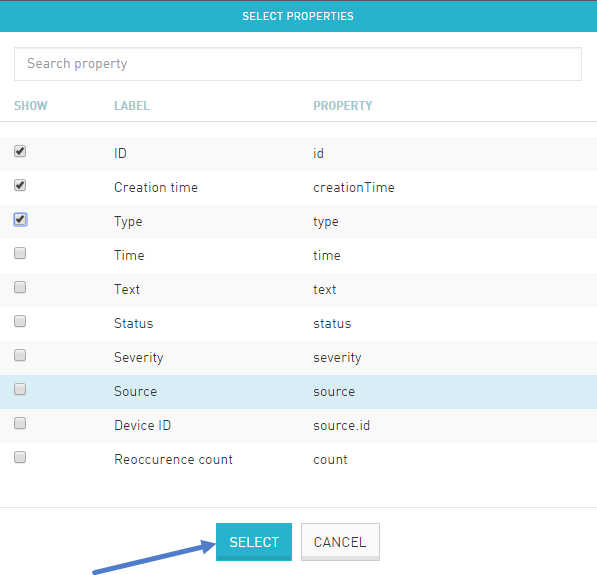 SELECT PROPERTIES
Search property
SHOW LABEL PROPERTY
ID id
Creation time creationTime
Type type
Time time
Text text
Status status
Severity severity
Source source
Device ID source.id
Reoccurence count count
SELECT CANCEL